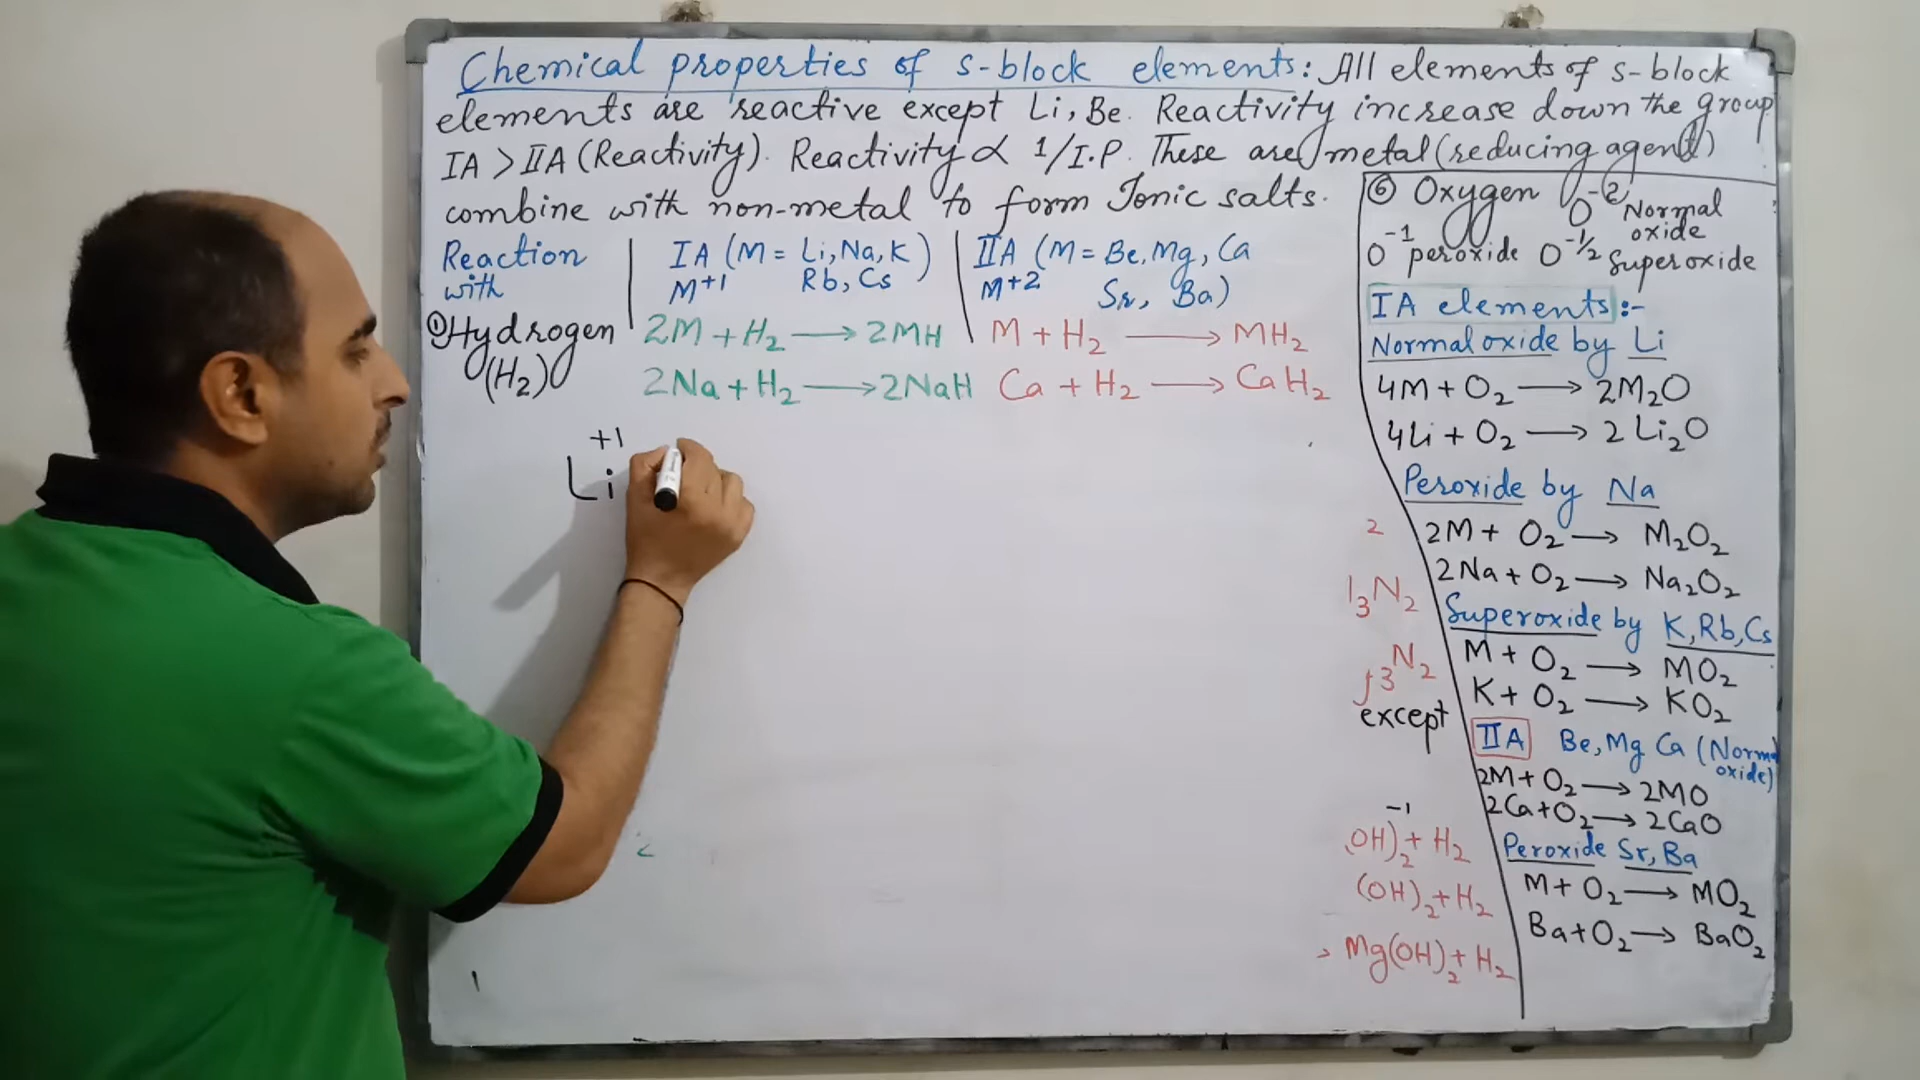 Chemical properties of s-block elements: All elements of s-block
elements are reactive except Li, Be. Reactivity increase down the group
IA > IIA (Reactivity). Reactivity ∝ 1/I.P. These are metal (reducing agent)
combine with non-metal to form Ionic salts.
Reaction with
IA (M = Li, Na, K
M⁺¹ Rb, Cs)
IIA (M = Be, Mg, Ca
M⁺² Sr, Ba)
① Hydrogen
(H₂)
2M + H₂ ⟶ 2MH
M + H₂ ⟶ MH₂
2Na + H₂ ⟶ 2NaH
Ca + H₂ ⟶ CaH₂
Li⁺¹
⑥ Oxygen O⁻² Normal oxide
O⁻¹ peroxide O⁻¹/² Superoxide
IA elements:-
Normal oxide by Li
4M + O₂ ⟶ 2M₂O
4Li + O₂ ⟶ 2Li₂O
Peroxide by Na
2M + O₂ ⟶ M₂O₂
2Na + O₂ ⟶ Na₂O₂
Superoxide by K, Rb, Cs
M + O₂ ⟶ MO₂
K + O₂ ⟶ KO₂
IIA Be, Mg Ca (Normal oxide)
2M + O₂ ⟶ 2MO
2Ca + O₂ ⟶ 2CaO
Peroxide Sr, Ba
M + O₂ ⟶ MO₂
Ba + O₂ ⟶ BaO₂
2
₃N₂
₃N₂
except
-1
OH)₂ + H₂
(OH)₂ + H₂
Mg(OH)₂ + H₂